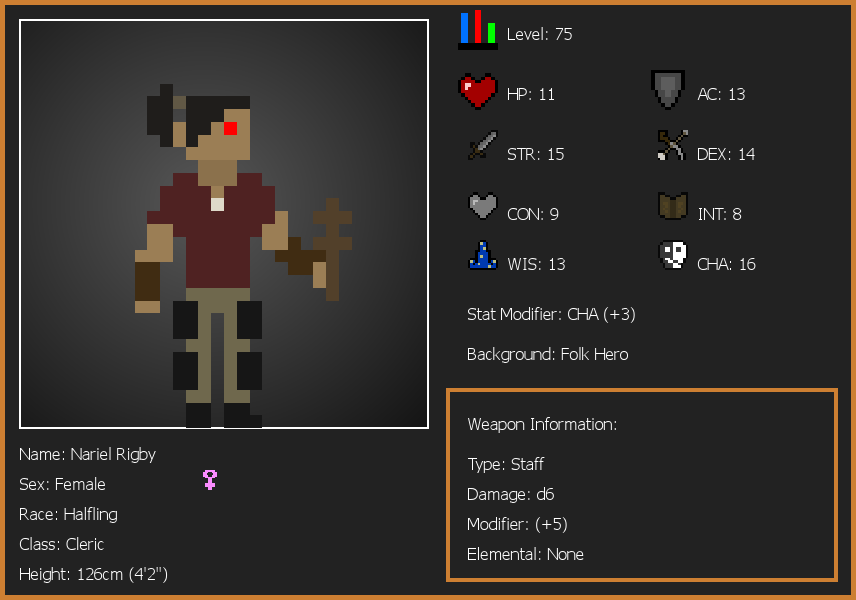 Level: 75
HP: 11
AC: 13
STR: 15
DEX: 14
CON: 9
INT: 8
WIS: 13
CHA: 16
Stat Modifier: CHA (+3)
Background: Folk Hero
Weapon Information:
Type: Staff
Damage: d6
Modifier: (+5)
Elemental: None
Name: Nariel Rigby
Sex: Female
Race: Halfling
Class: Cleric
Height: 126cm (4'2")